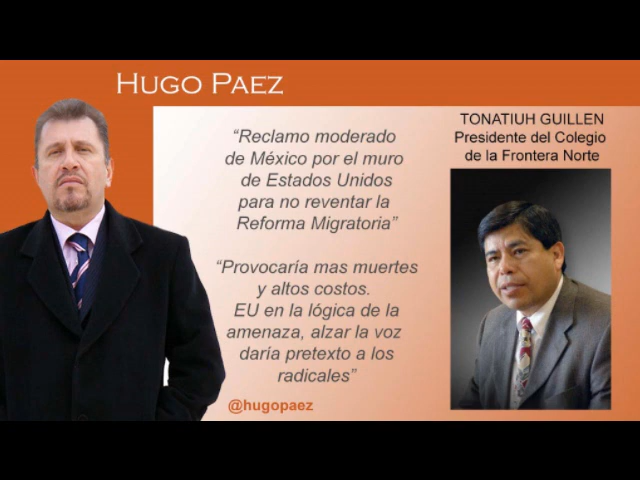 HUGO PAEZ
TONATIUH GUILLEN
Presidente del Colegio
de la Frontera Norte
“Reclamo moderado
de México por el muro
de Estados Unidos
para no reventar la
Reforma Migratoria”
“Provocaría mas muertes
y altos costos.
EU en la lógica de la
amenaza, alzar la voz
daría pretexto a los
radicales”
@hugopaez